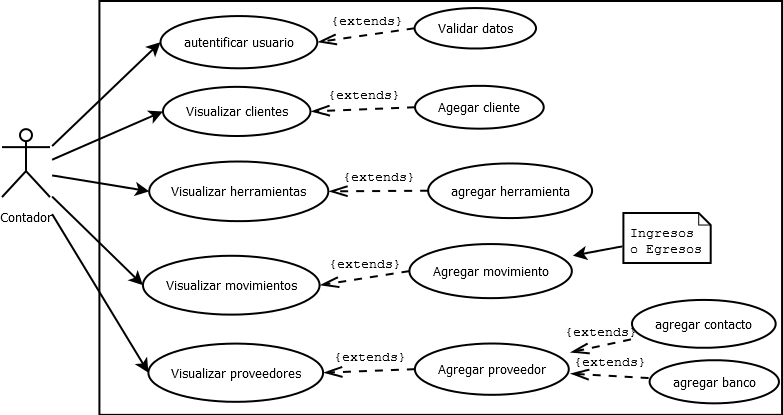 autentificar usuario
{extends}
Validar datos
Visualizar clientes
{extends}
Agegar cliente
Contador
Visualizar herramientas
{extends}
agregar herramienta
Visualizar movimientos
{extends}
Agregar movimiento
Ingresos
o Egresos
Visualizar proveedores
{extends}
Agregar proveedor
{extends}
agregar contacto
{extends}
agregar banco